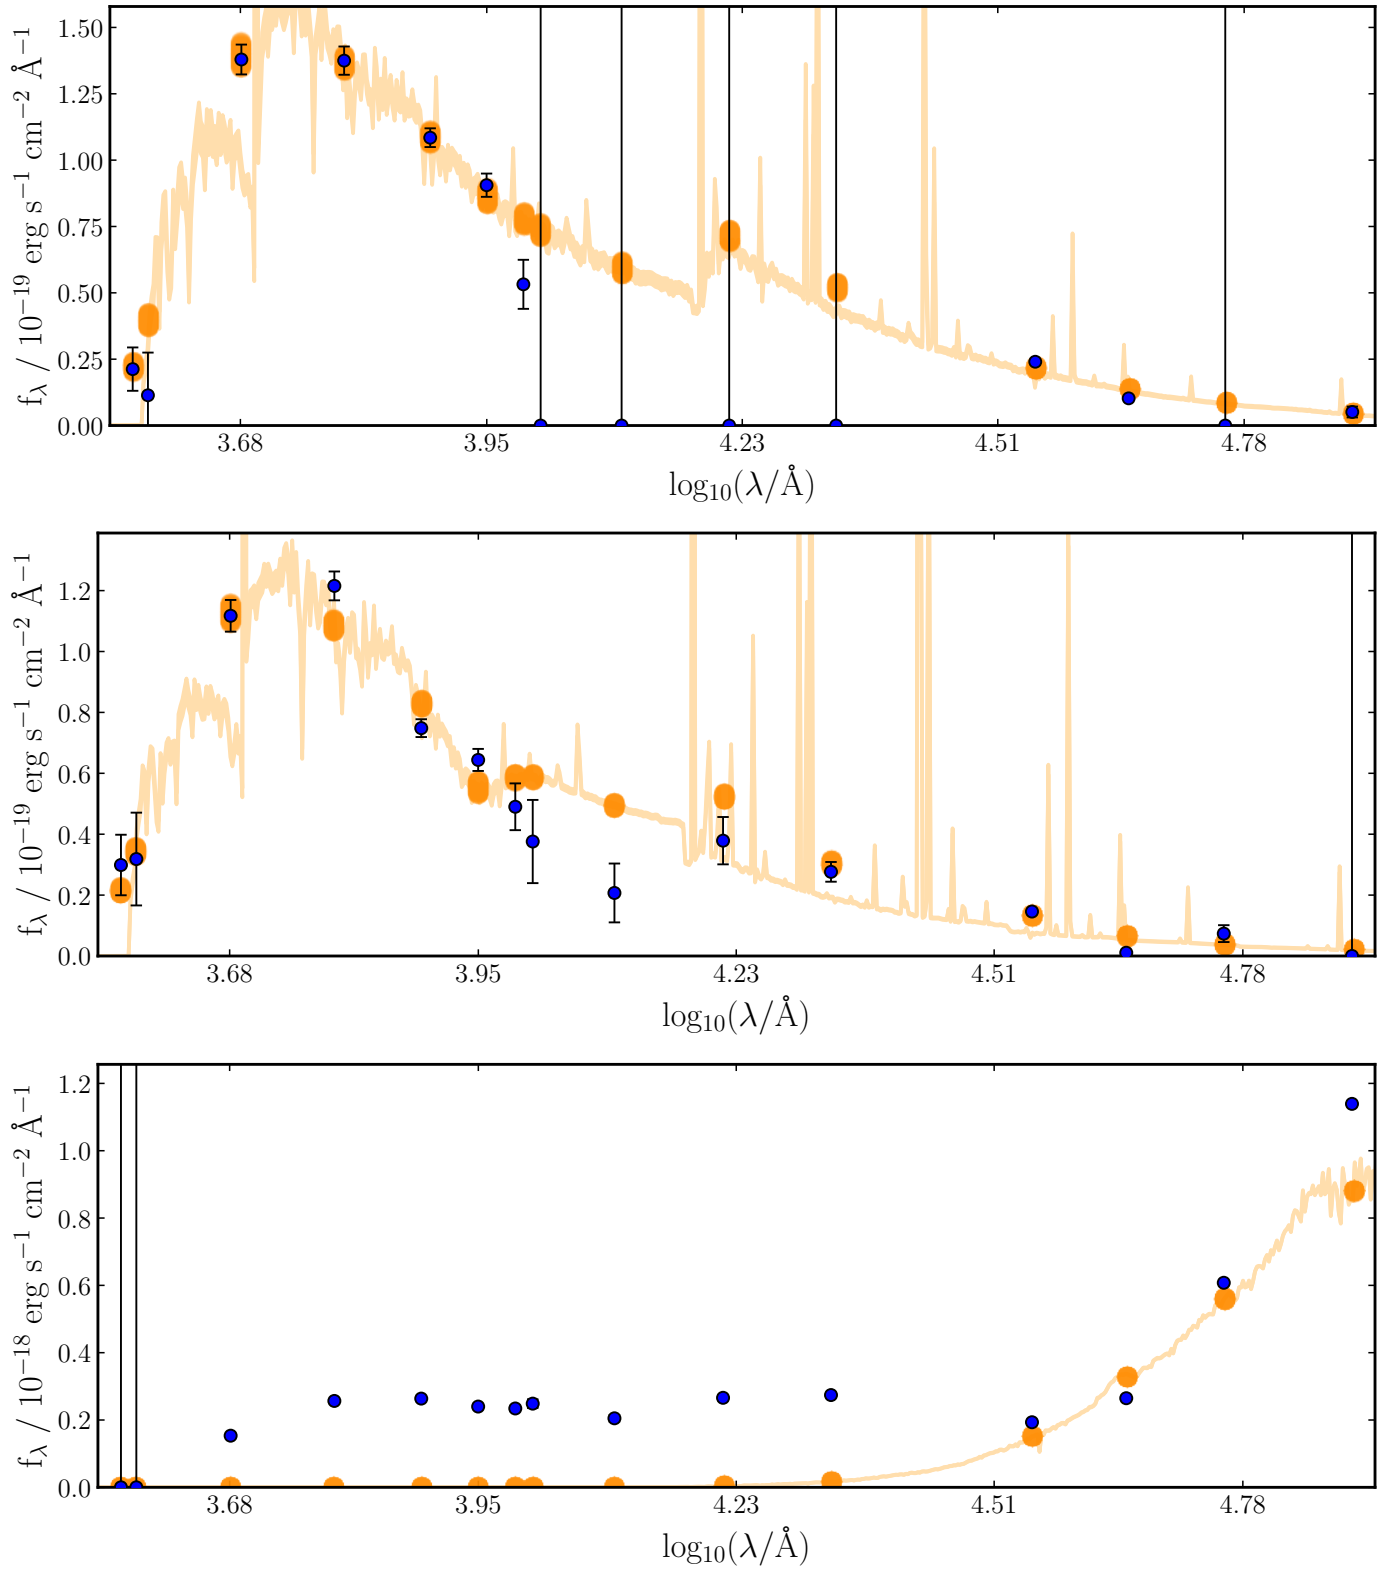 f_λ / 10⁻¹⁹ erg s⁻¹ cm⁻² Å⁻¹
1.50
1.25
1.00
0.75
0.50
0.25
0.00
3.68 3.95 4.23 4.51 4.78
log₁₀(λ/Å)
f_λ / 10⁻¹⁹ erg s⁻¹ cm⁻² Å⁻¹
1.2
1.0
0.8
0.6
0.4
0.2
0.0
3.68 3.95 4.23 4.51 4.78
log₁₀(λ/Å)
f_λ / 10⁻¹⁸ erg s⁻¹ cm⁻² Å⁻¹
1.2
1.0
0.8
0.6
0.4
0.2
0.0
3.68 3.95 4.23 4.51 4.78
log₁₀(λ/Å)